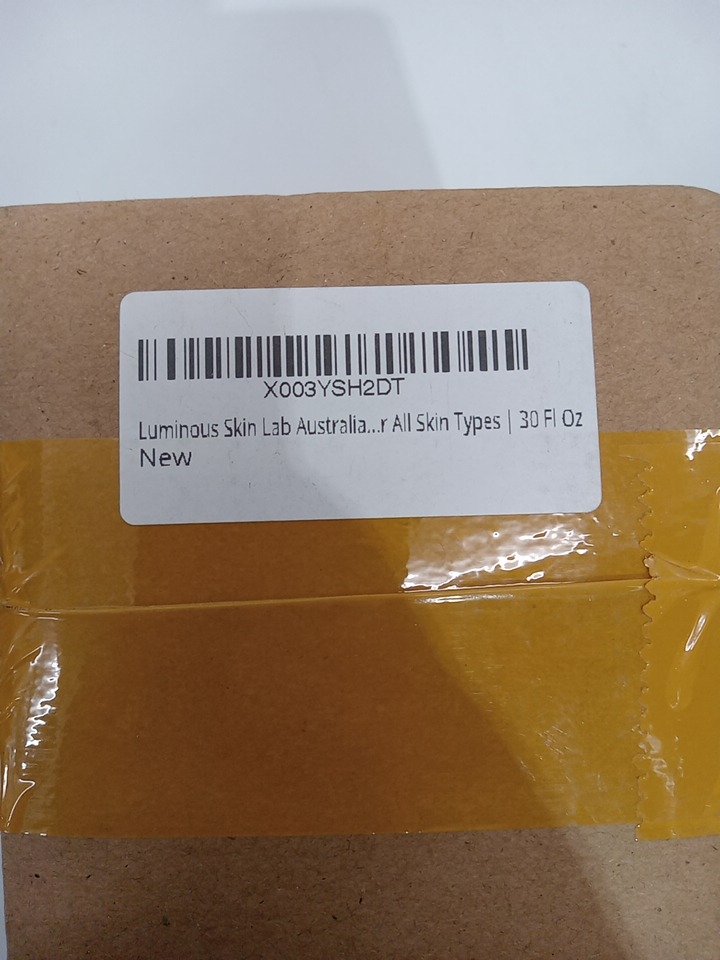 X003YSH2DT
Luminous Skin Lab Australia...r All Skin Types | 30 Fl Oz
New